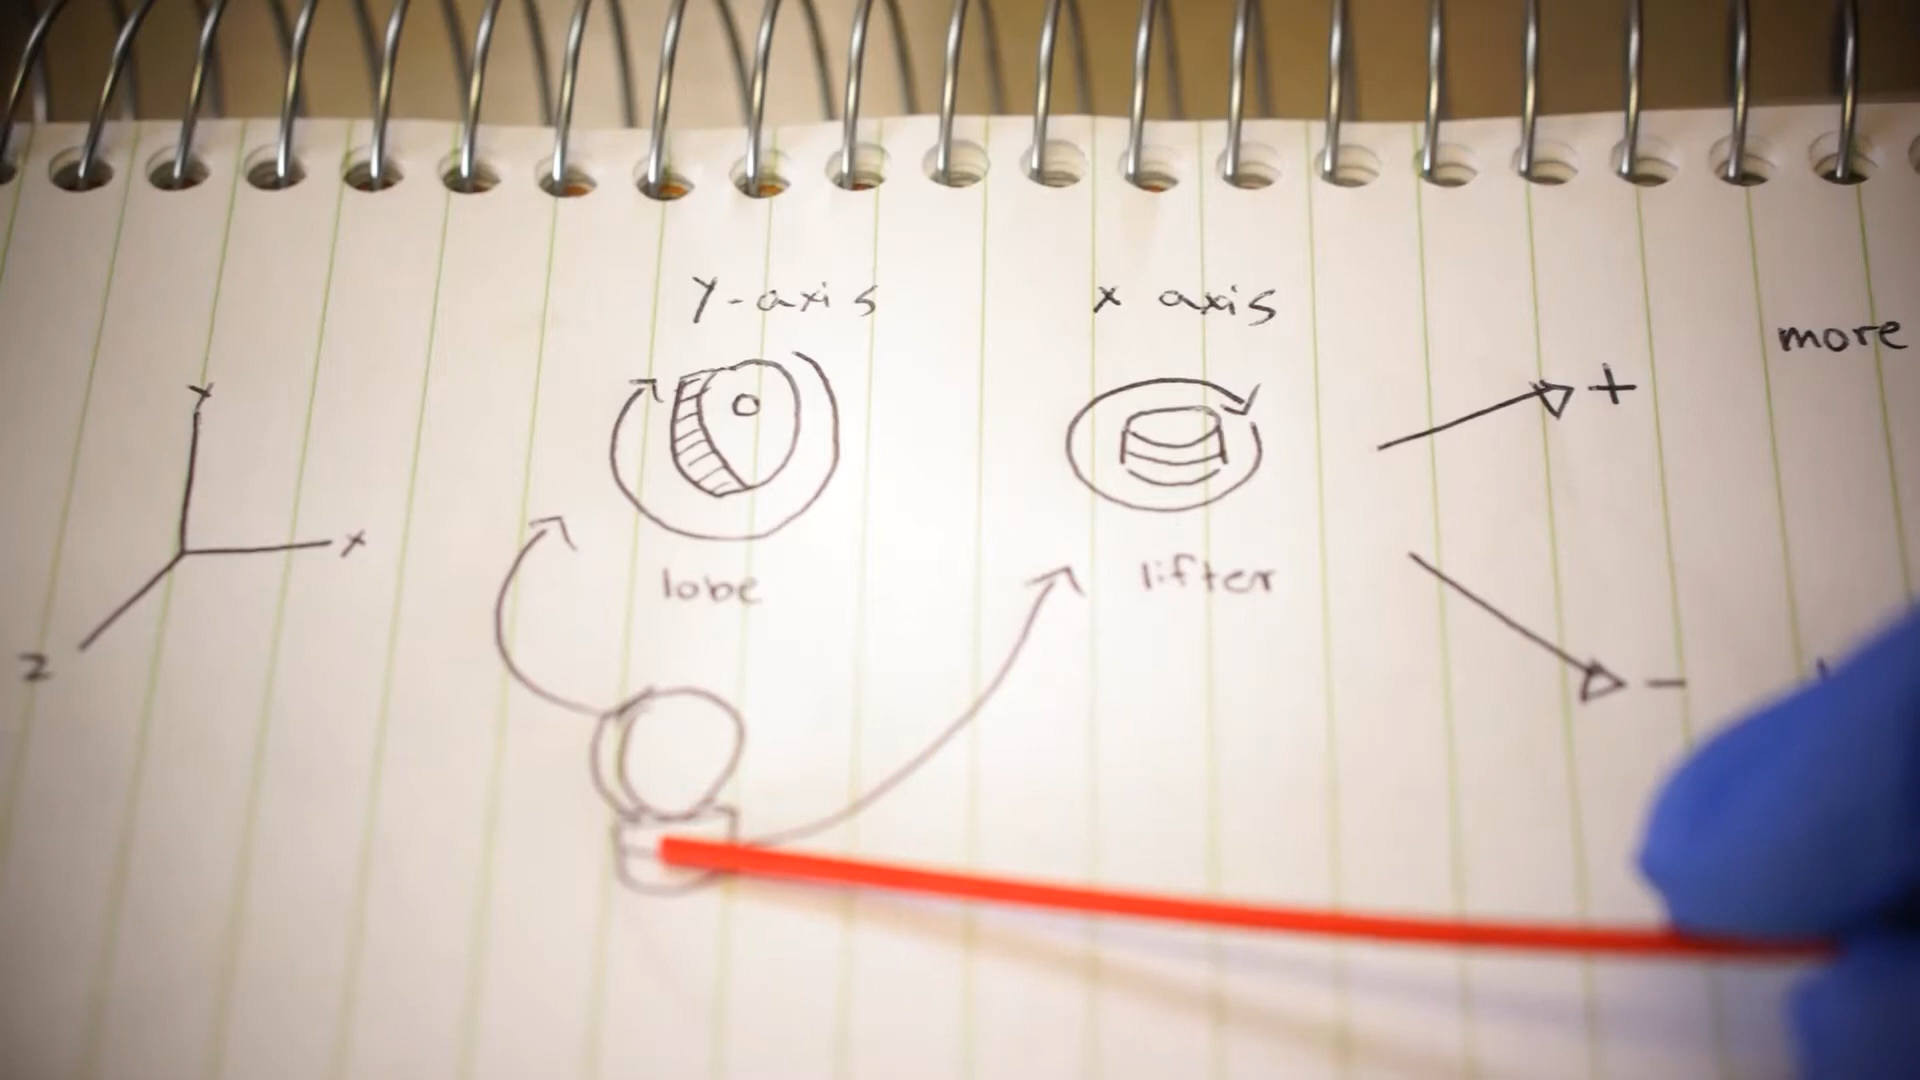 y-axis
x axis
more
y
x
z
+
lobe
lifter
-